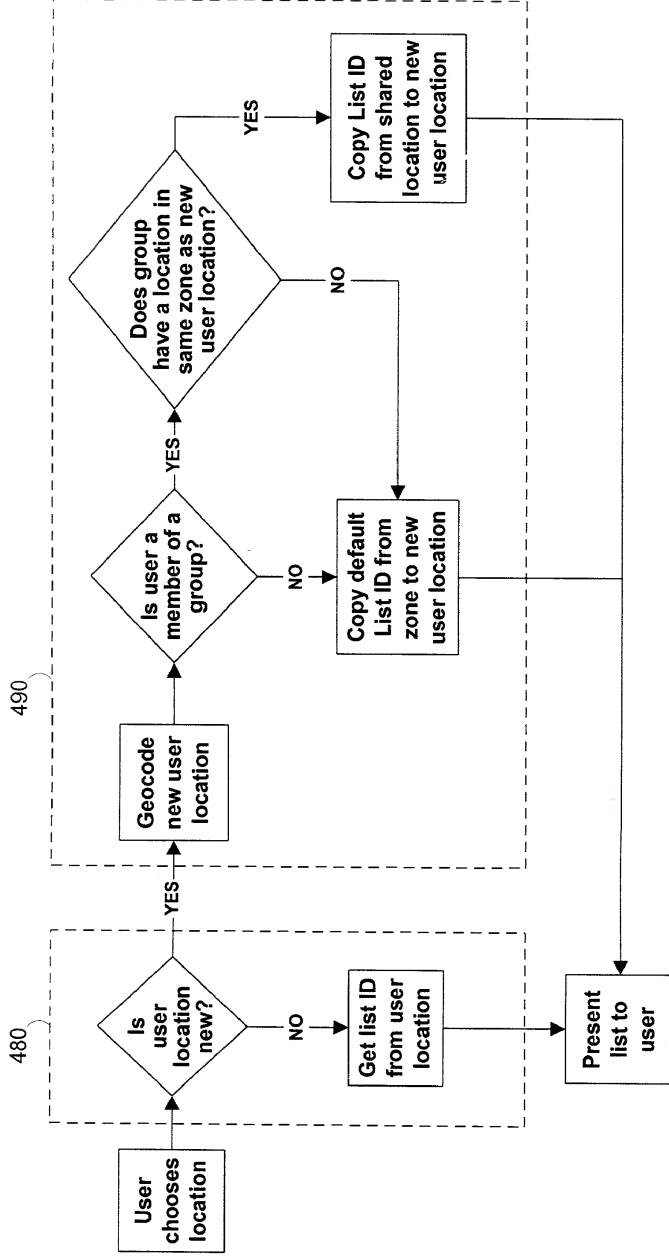 480
490
User
chooses
location
Is
user
location
new?
YES
NO
Get list ID
from user
location
Geocode
new user
location
Is user a
member of a
group?
YES
NO
Copy default
List ID from
zone to new
user location
Does group
have a location in
same zone as new
user location?
YES
NO
Copy List ID
from shared
location to new
user location
Present
list to
user